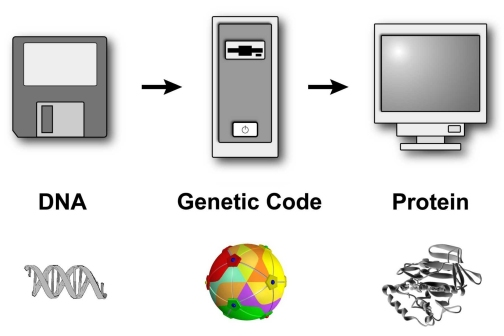 DNA
Genetic Code
Protein